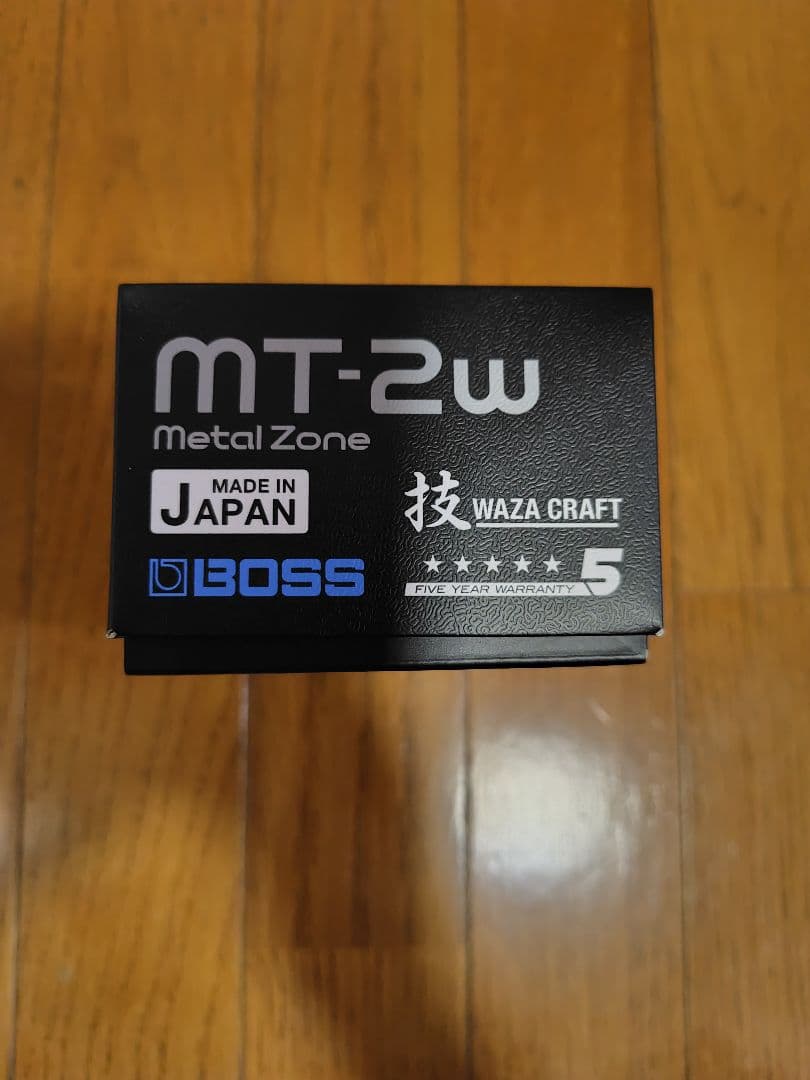 MT-2w
Metal Zone
MADE IN
JAPAN
技 WAZA CRAFT
BOSS
FIVE YEAR WARRANTY 5